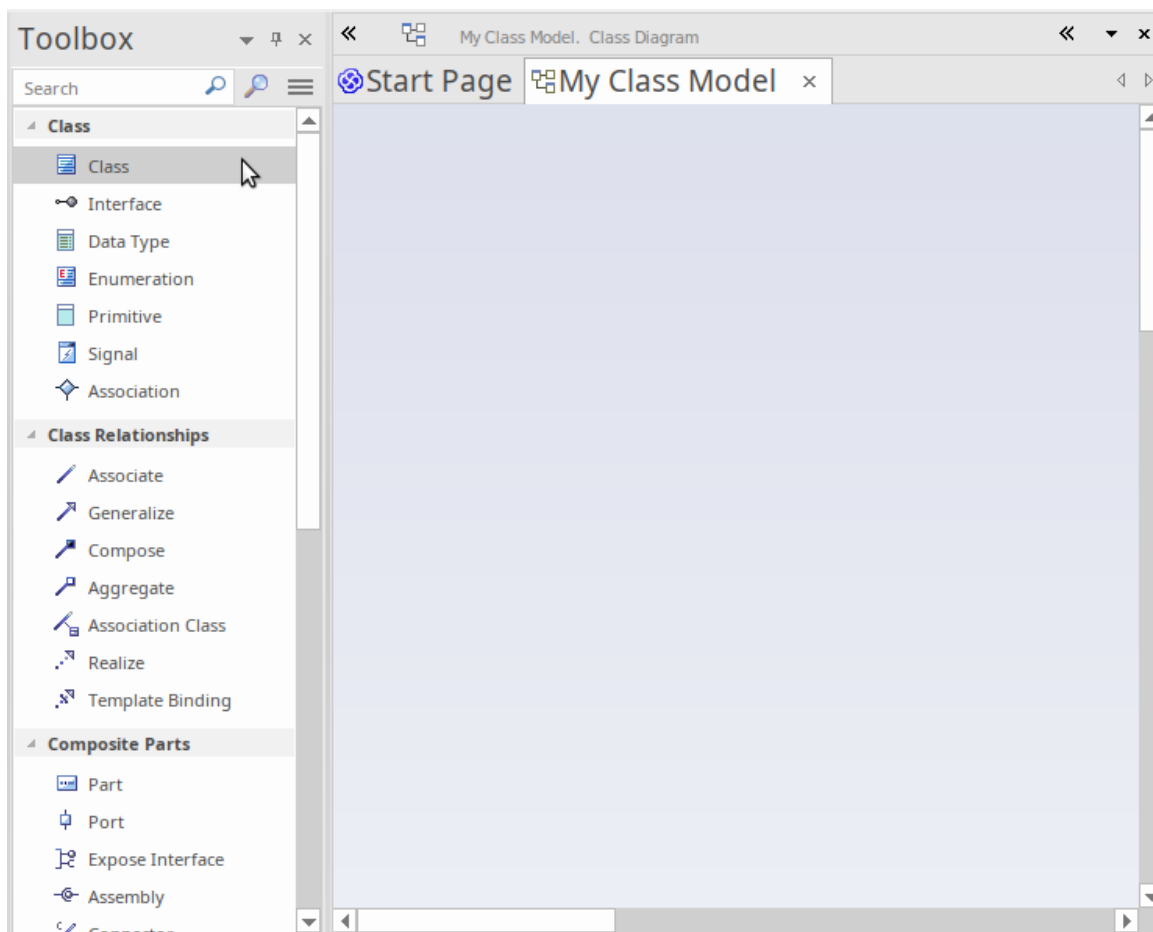 Toolbox
My Class Model.  Class Diagram
Search
Start Page
My Class Model
Class
Class
Interface
Data Type
Enumeration
Primitive
Signal
Association
Class Relationships
Associate
Generalize
Compose
Aggregate
Association Class
Realize
Template Binding
Composite Parts
Part
Port
Expose Interface
Assembly